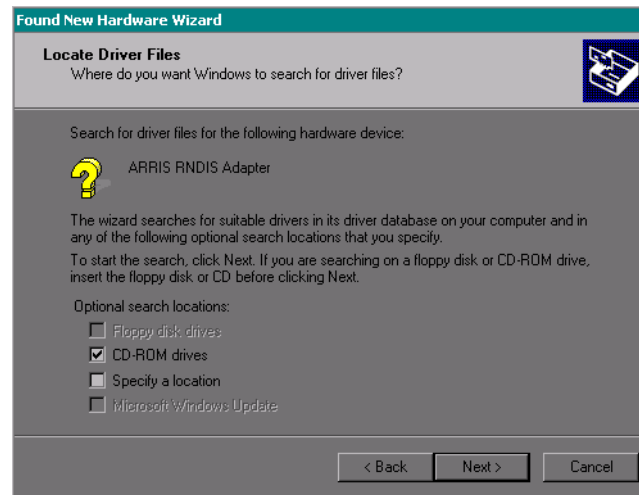 Found New Hardware Wizard
Locate Driver Files
Where do you want Windows to search for driver files?
Search for driver files for the following hardware device:
ARRIS RNDIS Adapter
The wizard searches for suitable drivers in its driver database on your computer and in
any of the following optional search locations that you specify.
To start the search, click Next. If you are searching on a floppy disk or CD-ROM drive,
insert the floppy disk or CD before clicking Next.
Optional search locations:
Floppy disk drives
CD-ROM drives
Specify a location
Microsoft Windows Update
< Back Next > Cancel